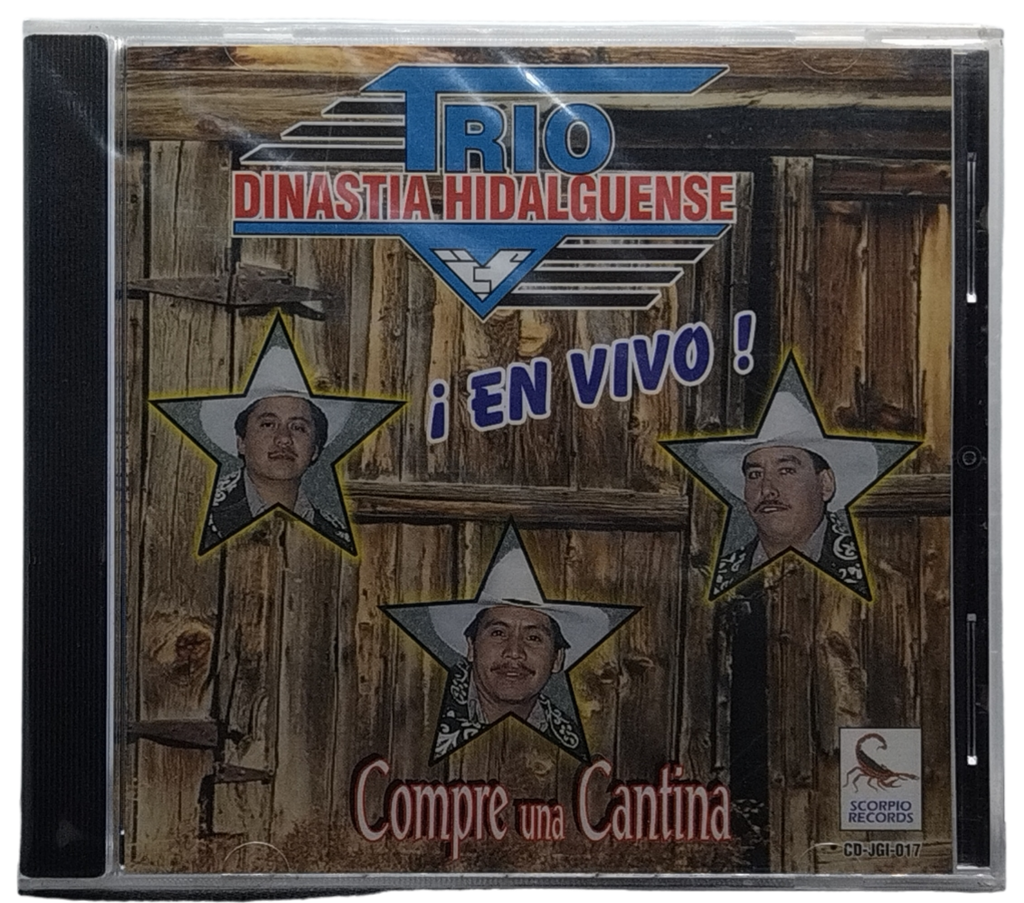 TRIO
DINASTIA HIDALGUENSE
¡ EN VIVO !
Compre una Cantina
SCORPIO
RECORDS
CD-JGI-017